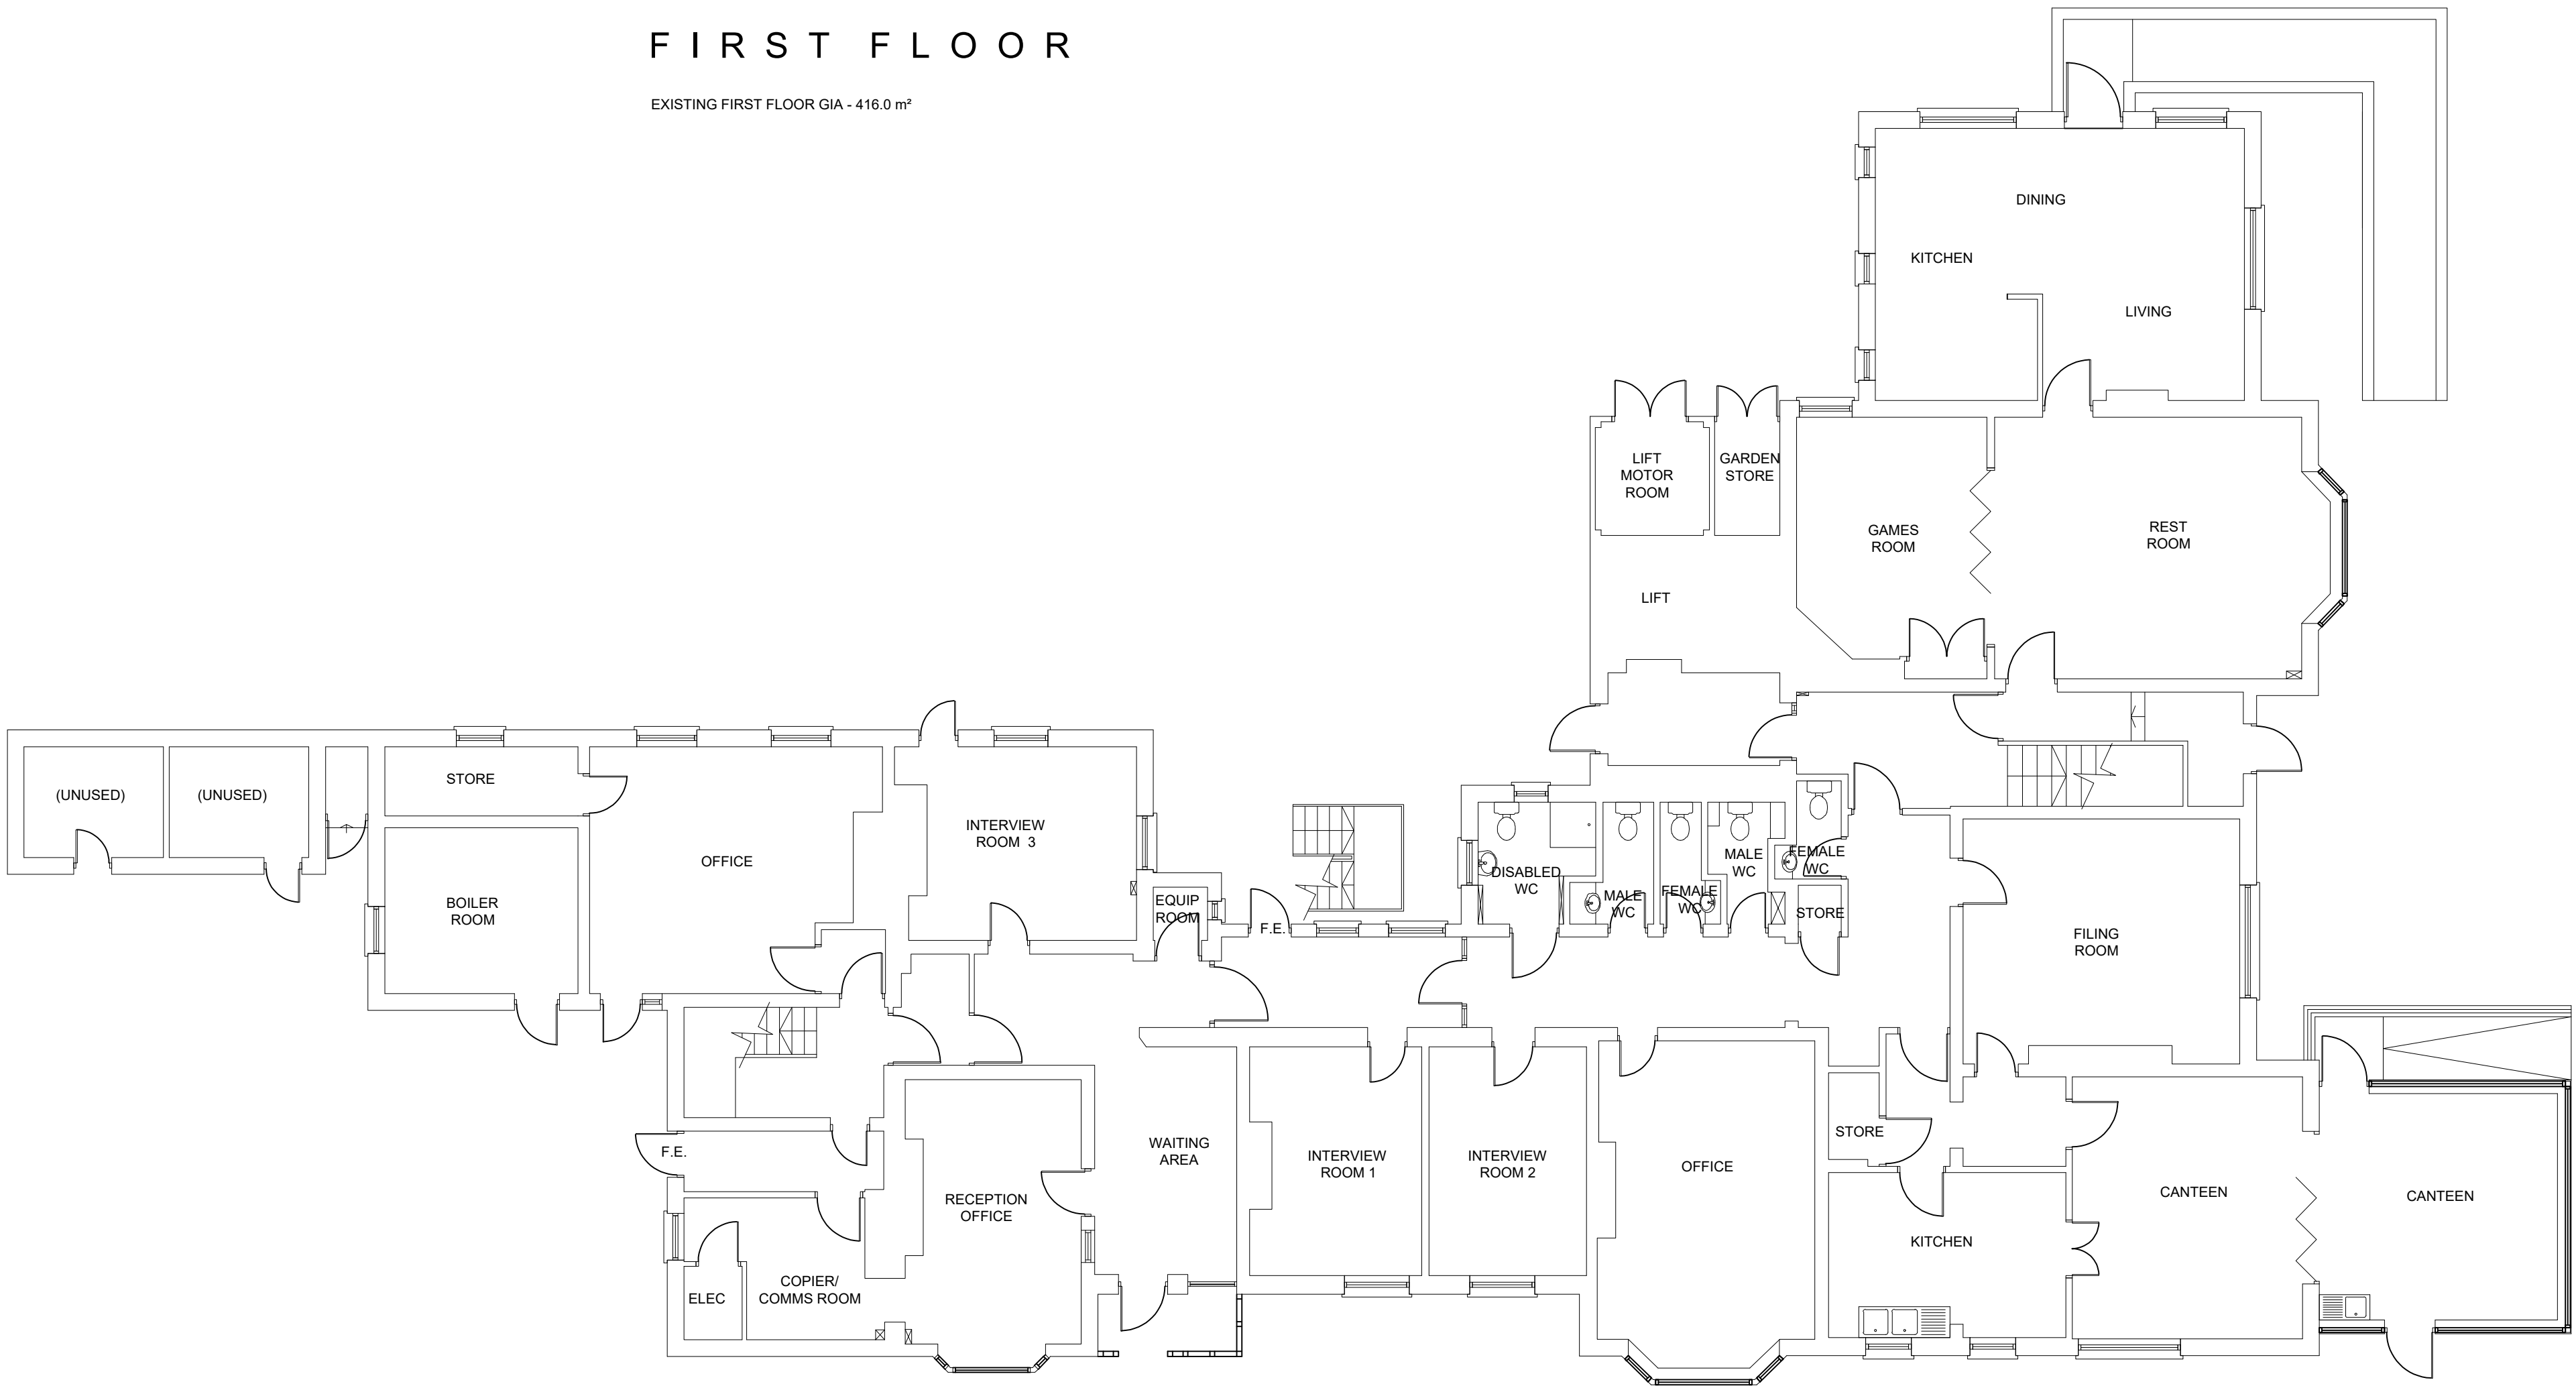 FIRST FLOOR
EXISTING FIRST FLOOR GIA - 416.0 m²
DINING
KITCHEN
LIVING
LIFT
MOTOR
ROOM
GARDEN
STORE
GAMES
ROOM
REST
ROOM
LIFT
(UNUSED)
(UNUSED)
STORE
BOILER
ROOM
OFFICE
INTERVIEW
ROOM 3
EQUIP
ROOM
F.E.
DISABLED
WC
MALE
WC
FEMALE
WC
MALE
WC
FEMALE
WC
STORE
FILING
ROOM
F.E.
ELEC
COPIER/
COMMS ROOM
RECEPTION
OFFICE
WAITING
AREA
INTERVIEW
ROOM 1
INTERVIEW
ROOM 2
OFFICE
STORE
KITCHEN
CANTEEN
CANTEEN